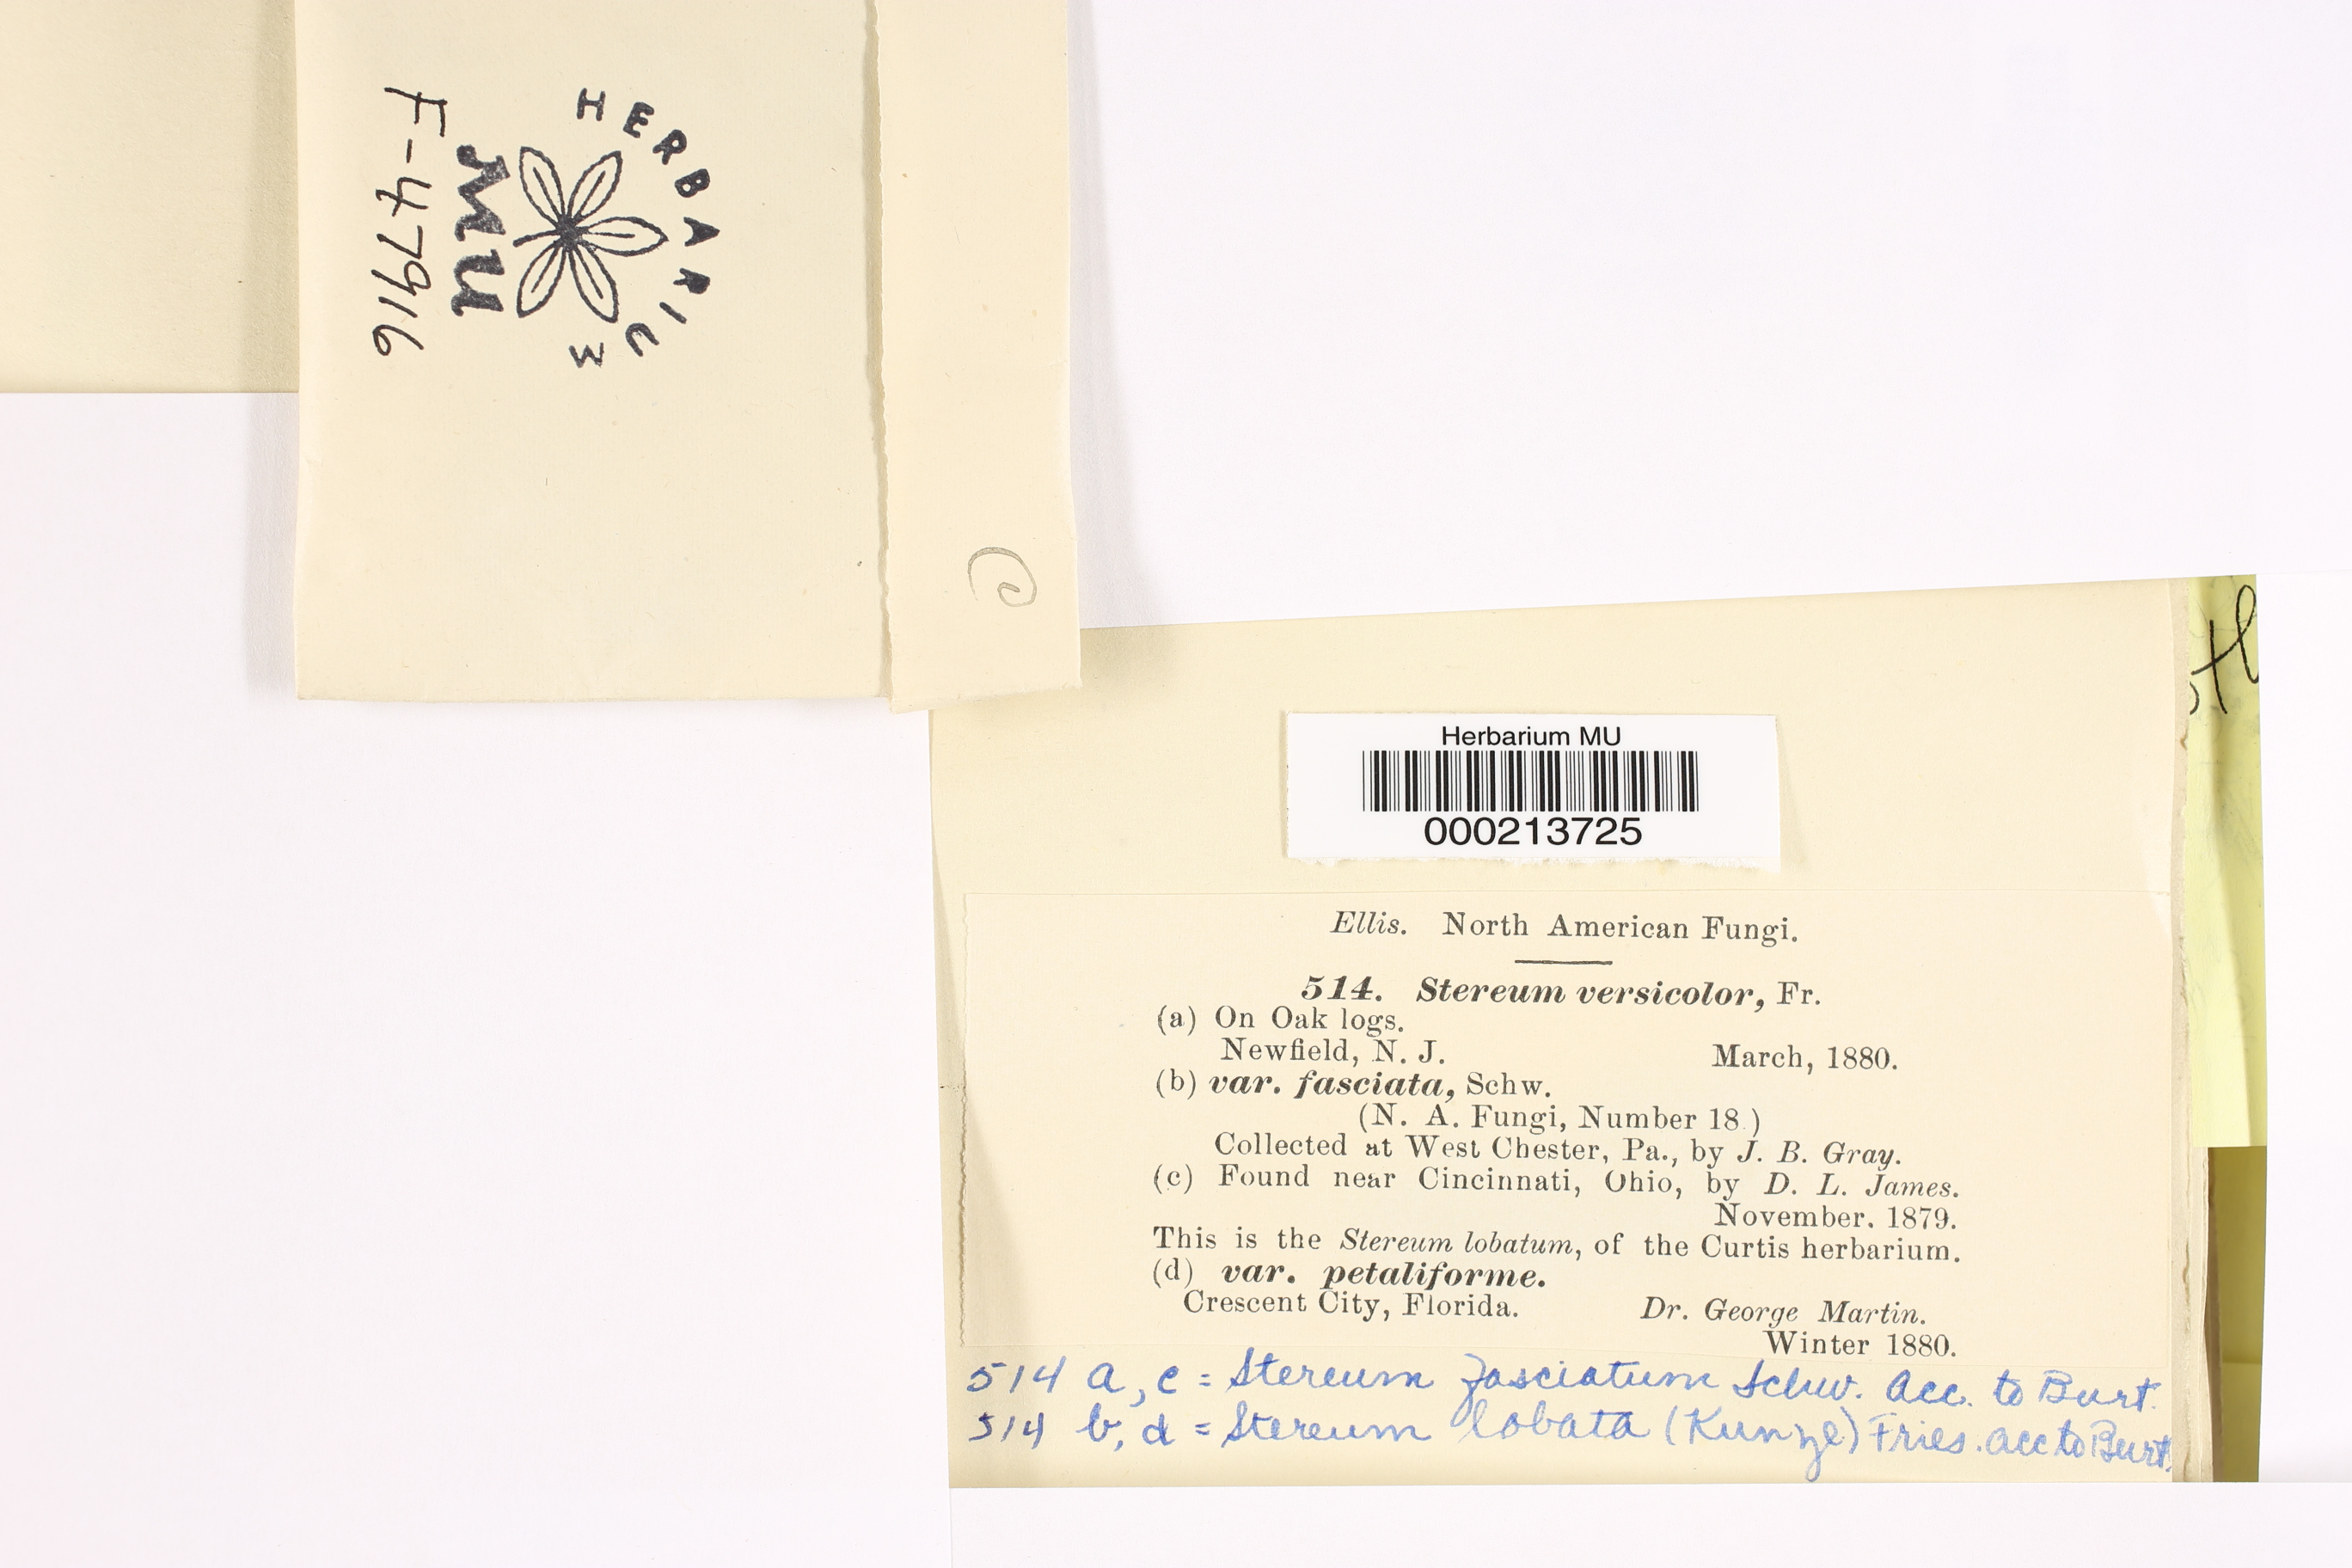 HERBARIUM
MU
F-47916
C
Herbarium MU
000213725
Ellis. North American Fungi.
514. Stereum versicolor, Fr.
(a) On Oak logs.
Newfield, N. J. March, 1880.
(b) var. fasciata, Schw.
(N. A. Fungi, Number 18.)
Collected at West Chester, Pa., by J. B. Gray.
(c) Found near Cincinnati, Ohio, by D. L. James.
November. 1879.
This is the Stereum lobatum, of the Curtis herbarium.
(d) var. petaliforme.
Crescent City, Florida. Dr. George Martin.
Winter 1880.
514 a, c = Stereum fasciatum Schw. Acc. to Burt.
514 b, d = Stereum lobata (Kunze) Fries. acc to Burt.